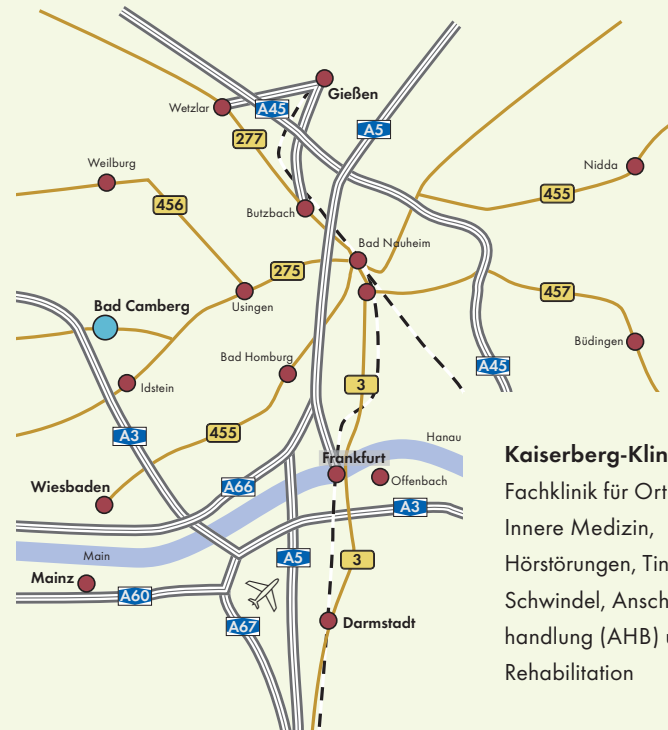 Gießen
Wetzlar
A45
A5
277
Weilburg
Nidda
455
456
Butzbach
Bad Nauheim
275
457
Bad Camberg
Usingen
Büdingen
Bad Homburg
A45
Idstein
3
A3
455
Hanau
Frankfurt
A66
Offenbach
Wiesbaden
A3
Main
A5
3
Mainz
A60
A67
Darmstadt
Kaiserberg-Klin
Fachklinik für Ort
Innere Medizin,
Hörstörungen, Tin
Schwindel, Ansch
handlung (AHB) u
Rehabilitation